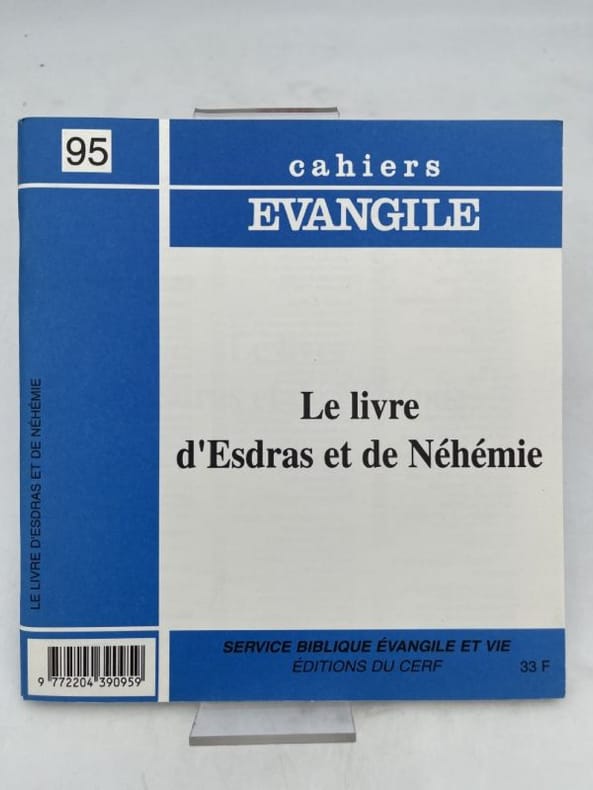 95
cahiers
EVANGILE
Le livre
d'Esdras et de Néhémie
LE LIVRE D'ESDRAS ET DE NÉHÉMIE
SERVICE BIBLIQUE ÉVANGILE ET VIE
ÉDITIONS DU CERF 33 F
9 772204 390959